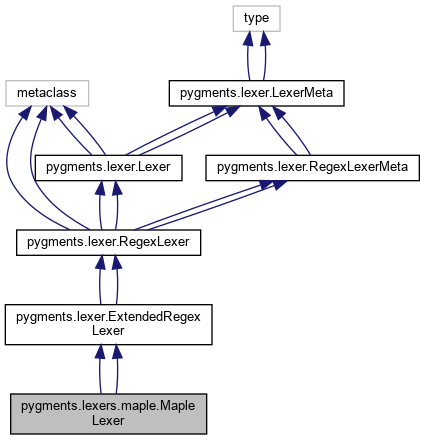 type
metaclass
pygments.lexer.LexerMeta
pygments.lexer.Lexer
pygments.lexer.RegexLexerMeta
pygments.lexer.RegexLexer
pygments.lexer.ExtendedRegex
Lexer
pygments.lexers.maple.Maple
Lexer